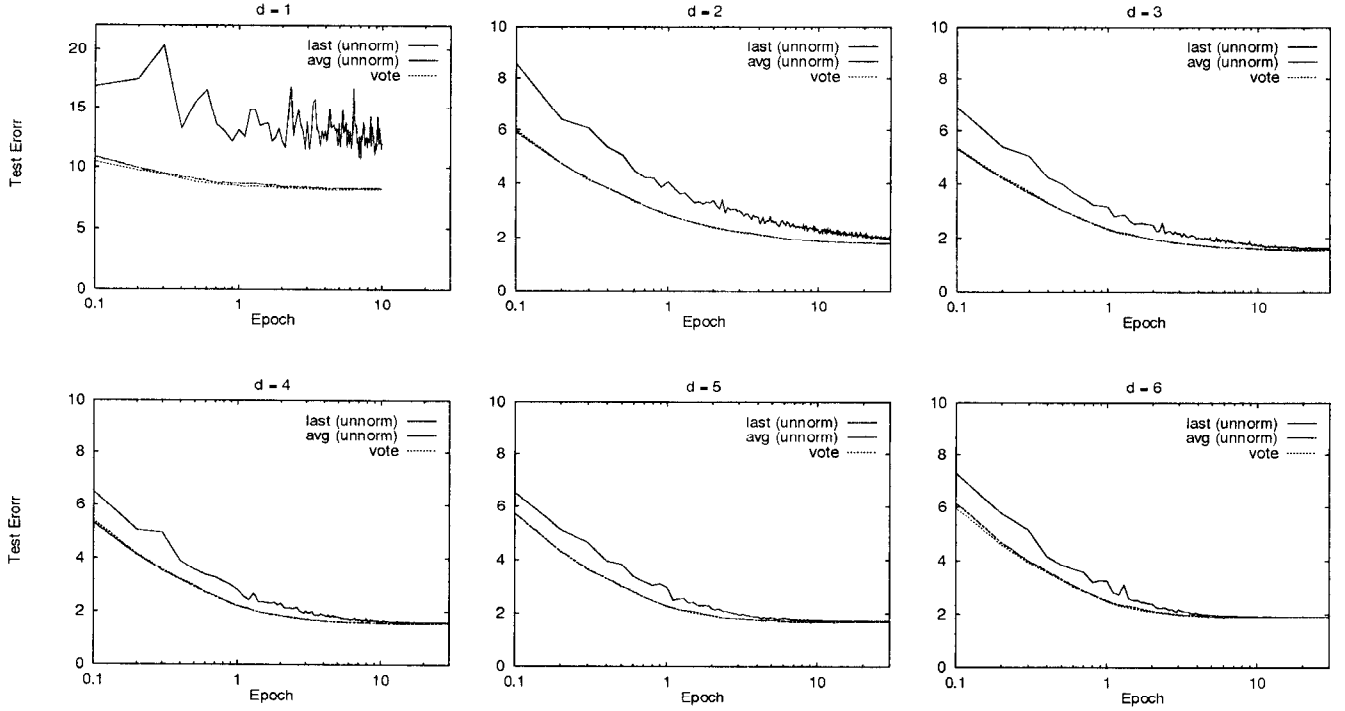 d = 1
20
15
10
5
0
0.1
1
10
Epoch
Test Erorr
last (unnorm)
avg (unnorm)
vote
d = 2
10
8
6
4
2
0
0.1
1
10
Epoch
last (unnorm)
avg (unnorm)
vote
d = 3
10
8
6
4
2
0
0.1
1
10
Epoch
last (unnorm)
avg (unnorm)
vote
d = 4
10
8
6
4
2
0
0.1
1
10
Epoch
Test Erorr
last (unnorm)
avg (unnorm)
vote
d = 5
10
8
6
4
2
0
0.1
1
10
Epoch
last (unnorm)
avg (unnorm)
vote
d = 6
10
8
6
4
2
0
0.1
1
10
Epoch
last (unnorm)
avg (unnorm)
vote